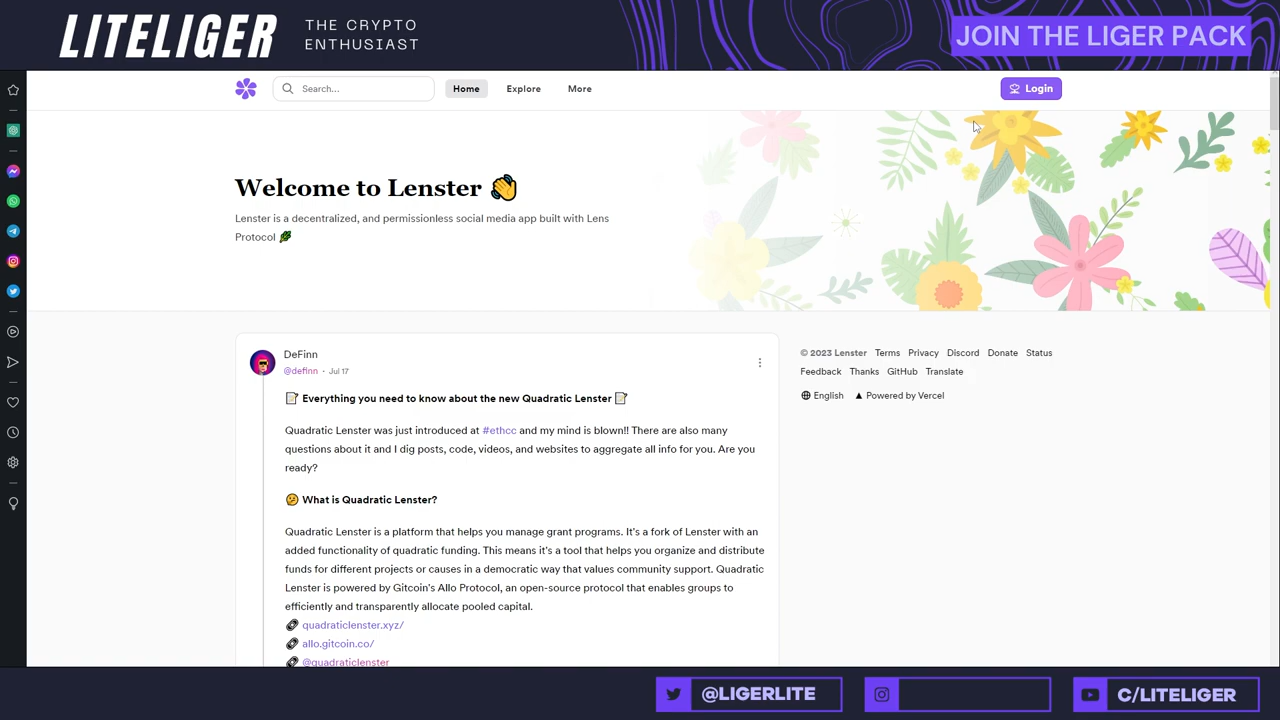 LITELIGER
THE CRYPTO
ENTHUSIAST
JOIN THE LIGER PACK
Search...
Home
Explore
More
Login
Welcome to Lenster 👋
Lenster is a decentralized, and permissionless social media app built with Lens
Protocol 🌿
DeFinn
@definn · Jul 17
📝 Everything you need to know about the new Quadratic Lenster 📝
Quadratic Lenster was just introduced at #ethcc and my mind is blown!! There are also many
questions about it and I dig posts, code, videos, and websites to aggregate all info for you. Are you
ready?
🤔 What is Quadratic Lenster?
Quadratic Lenster is a platform that helps you manage grant programs. It's a fork of Lenster with an
added functionality of quadratic funding. This means it's a tool that helps you organize and distribute
funds for different projects or causes in a democratic way that values community support. Quadratic
Lenster is powered by Gitcoin's Allo Protocol, an open-source protocol that enables groups to
efficiently and transparently allocate pooled capital.
🔗 quadraticlenster.xyz/
🔗 allo.gitcoin.co/
🔗 @quadraticlenster
© 2023 Lenster Terms Privacy Discord Donate Status
Feedback Thanks GitHub Translate
English ▲ Powered by Vercel
@LIGERLITE
C/LITELIGER